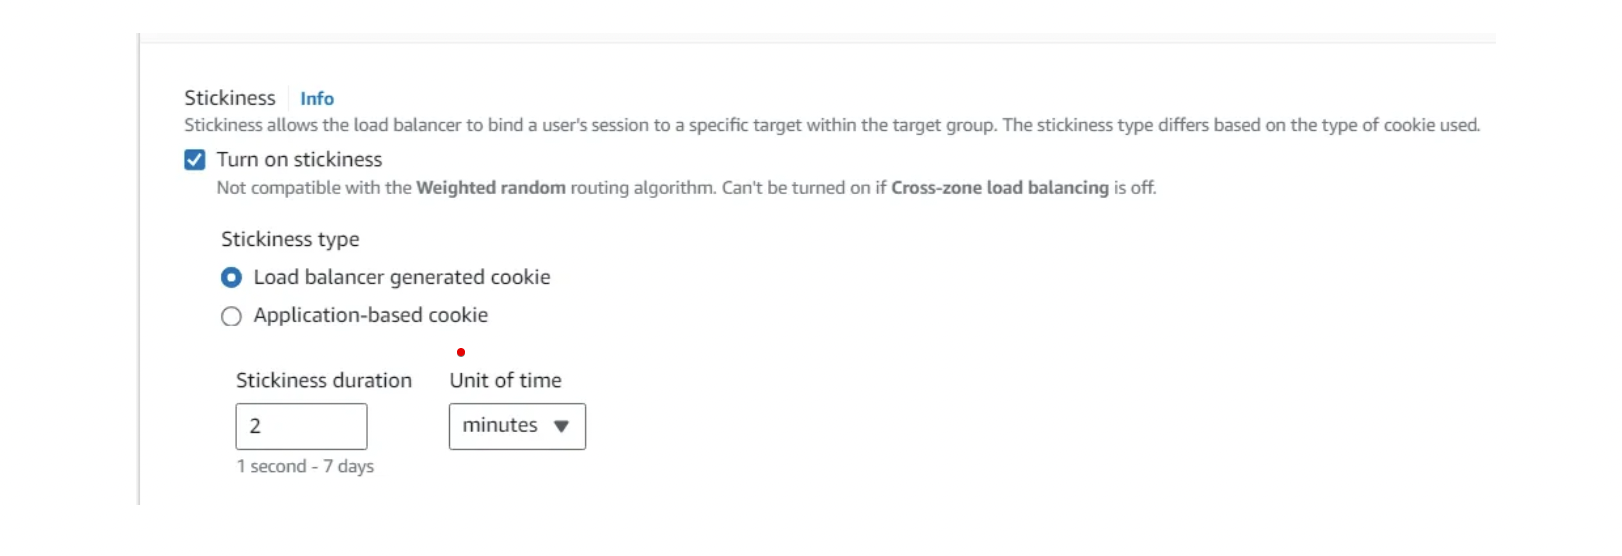 Stickiness Info
Stickiness allows the load balancer to bind a user's session to a specific target within the target group. The stickiness type differs based on the type of cookie used.
Turn on stickiness
Not compatible with the Weighted random routing algorithm. Can't be turned on if Cross-zone load balancing is off.
Stickiness type
Load balancer generated cookie
Application-based cookie
Stickiness duration Unit of time
2 minutes
1 second - 7 days